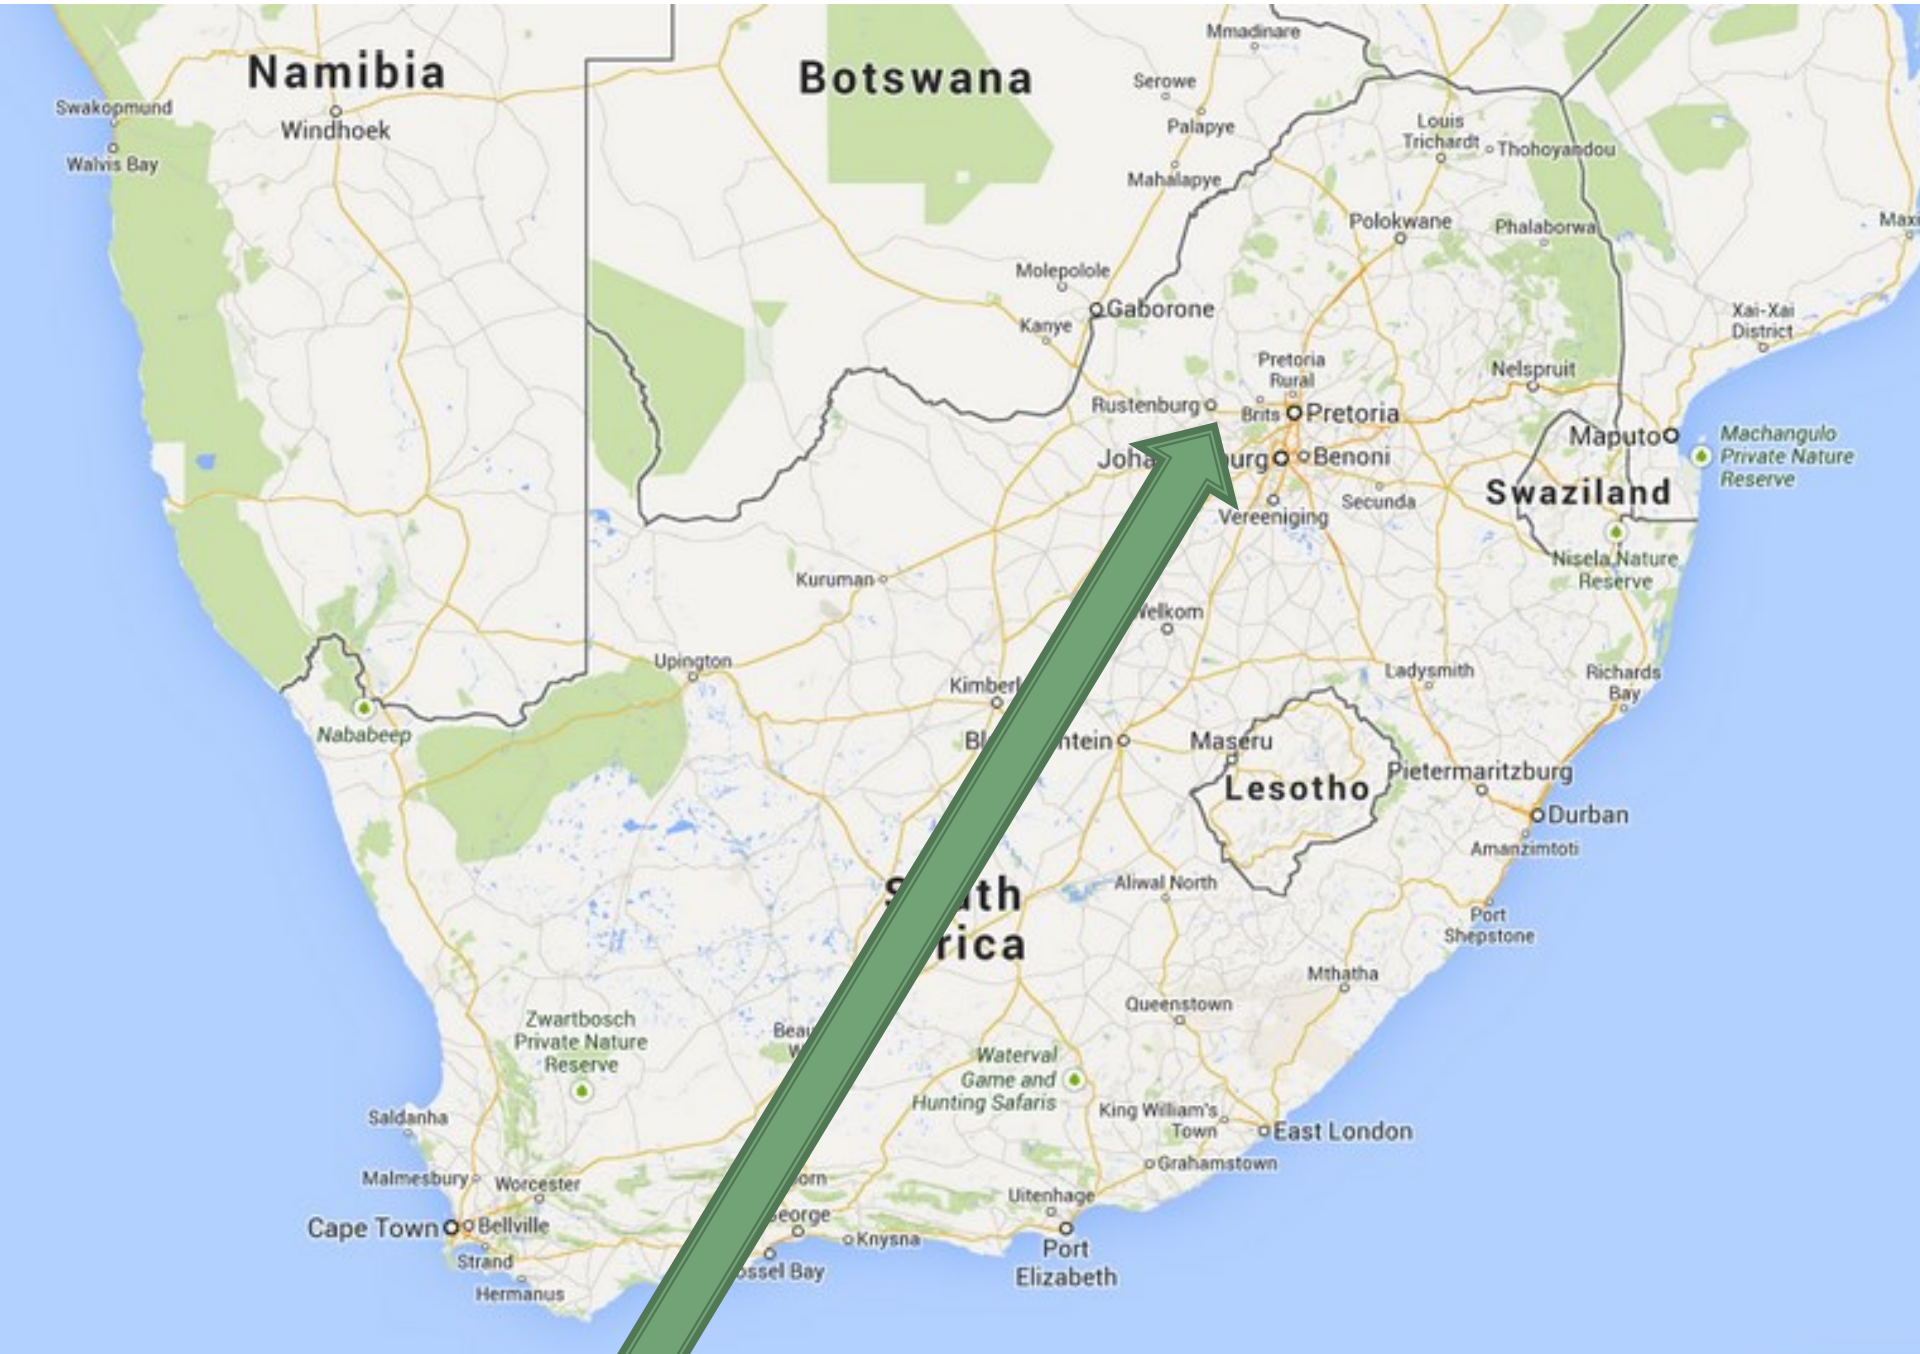 Mmadinare
Namibia
Botswana
Serowe
Swakopmund
Windhoek
Palapye
Louis
Trichardt
Thohoyandou
Walvis Bay
Mahalapye
Polokwane
Phalaborwa
Molepolole
Gaborone
Kanye
Xai-Xai
District
Pretoria
Rural
Nelspruit
Rustenburg
Brits
Pretoria
Maputo
Machangulo
Private Nature
Reserve
Benoni
Swaziland
Secunda
Vereeniging
Nisela Nature
Reserve
Kuruman
Upington
Ladysmith
Richards
Bay
Nababeep
Maseru
Lesotho
Pietermaritzburg
Durban
Amanzimtoti
Aliwal North
Port
Shepstone
Mthatha
Queenstown
Zwartbosch
Private Nature
Reserve
Waterval
Game and
Hunting Safaris
Saldanha
King William's
Town
East London
Grahamstown
Malmesbury
Worcester
Uitenhage
Cape Town
Bellville
Knysna
Strand
Port
Elizabeth
Hermanus